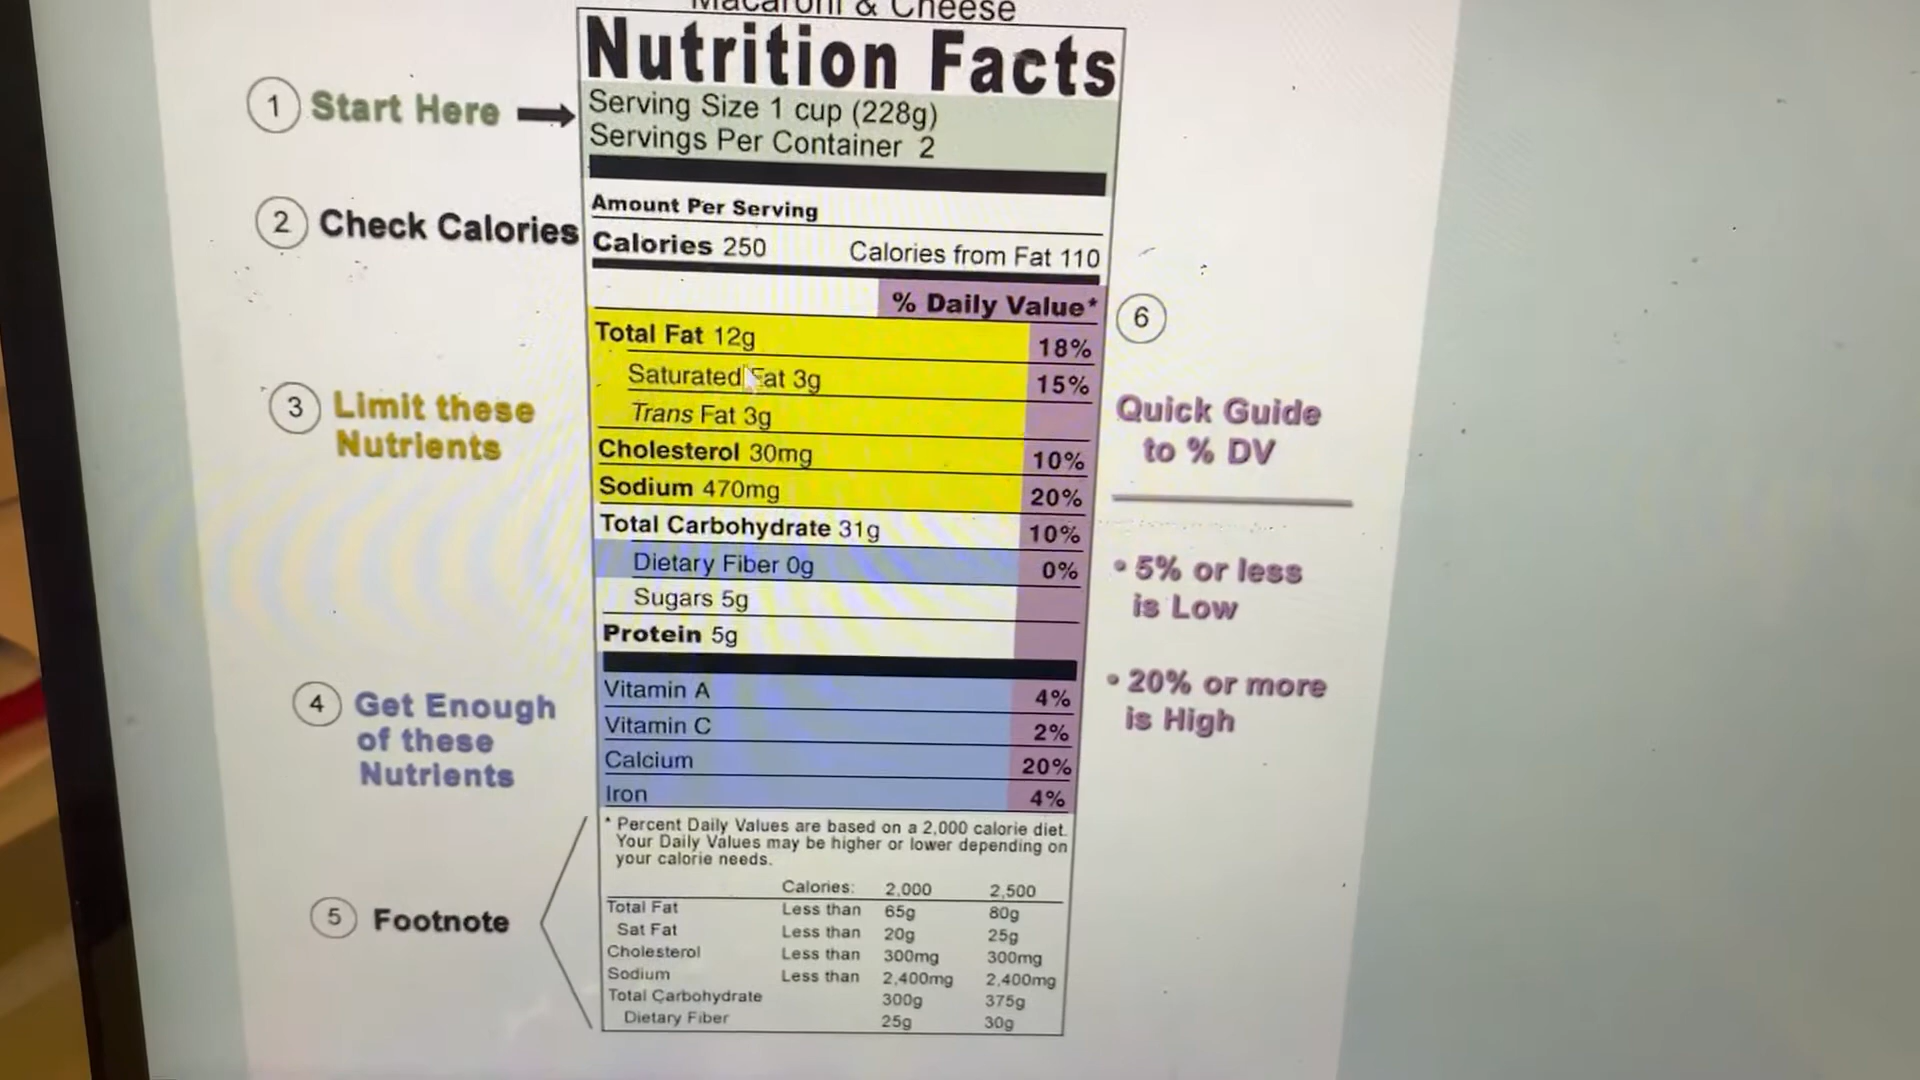 Macaroni & Cheese
Nutrition Facts
1 Start Here
Serving Size 1 cup (228g)
Servings Per Container 2
Amount Per Serving
2 Check Calories
Calories 250 Calories from Fat 110
% Daily Value*
6
Total Fat 12g 18%
Saturated Fat 3g 15%
Trans Fat 3g
3 Limit these
Nutrients
Cholesterol 30mg 10%
Sodium 470mg 20%
Quick Guide
to % DV
Total Carbohydrate 31g 10%
Dietary Fiber 0g 0%
Sugars 5g
Protein 5g
• 5% or less
is Low
• 20% or more
is High
4 Get Enough
of these
Nutrients
Vitamin A 4%
Vitamin C 2%
Calcium 20%
Iron 4%
5 Footnote
* Percent Daily Values are based on a 2,000 calorie diet.
Your Daily Values may be higher or lower depending on
your calorie needs.
Calories: 2,000 2,500
Total Fat Less than 65g 80g
Sat Fat Less than 20g 25g
Cholesterol Less than 300mg 300mg
Sodium Less than 2,400mg 2,400mg
Total Carbohydrate 300g 375g
Dietary Fiber 25g 30g